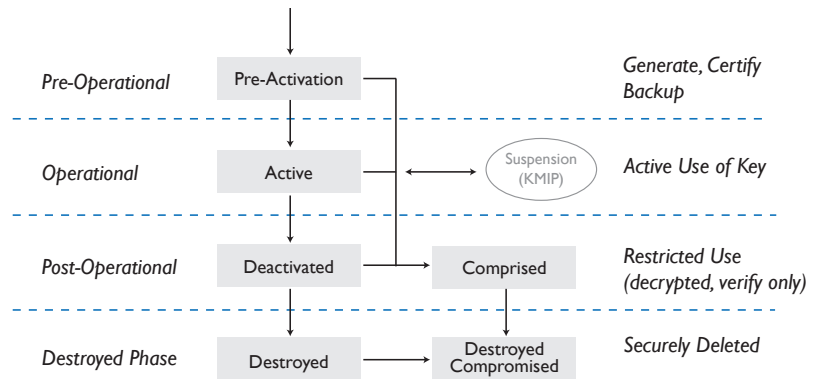 Pre-Operational
Pre-Activation
Generate, Certify
Backup
Operational
Active
Suspension
(KMIP)
Active Use of Key
Post-Operational
Deactivated
Comprised
Restricted Use
(decrypted, verify only)
Destroyed Phase
Destroyed
Destroyed
Compromised
Securely Deleted